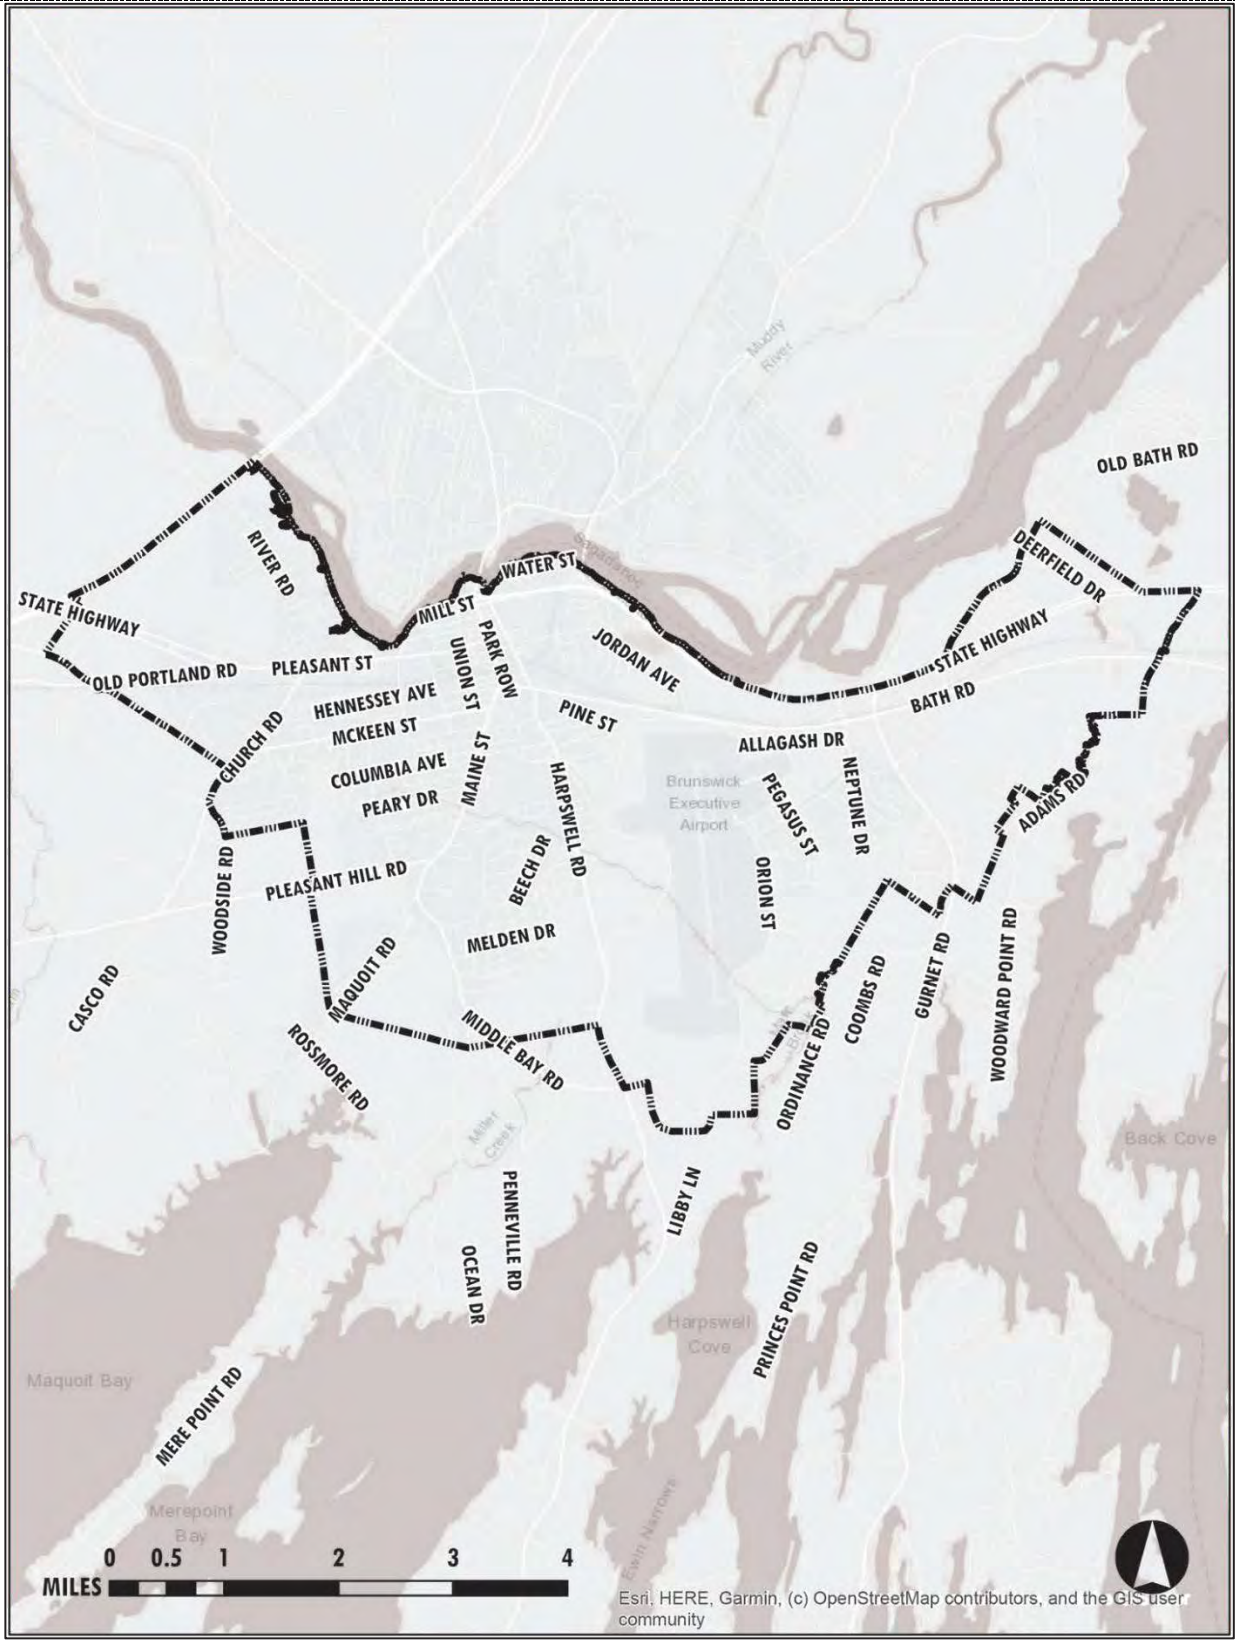 Muddy
River
OLD BATH RD
RIVER RD
Sagadahoc
WATER ST
DEERFIELD DR
STATE HIGHWAY
MILL ST
PARK ROW
UNION ST
JORDAN AVE
STATE HIGHWAY
OLD PORTLAND RD
PLEASANT ST
HENNESSEY AVE
BATH RD
CHURCH RD
MCKEEN ST
PINE ST
ALLAGASH DR
COLUMBIA AVE
MAINE ST
PEARY DR
HARPSWELL RD
Brunswick
Executive
Airport
PEGASUS ST
NEPTUNE DR
ADAMS RD
WOODSIDE RD
PLEASANT HILL RD
BEECH DR
ORION ST
MELDEN DR
MAQUOIT RD
CASCO RD
GURNET RD
COOMBS RD
WOODWARD POINT RD
ROSSMORE RD
MIDDLE BAY RD
Brook
ORDINANCE RD
Miller
Creek
Back Cove
PENNEVILLE RD
LIBBY LN
OCEAN DR
PRINCES POINT RD
Harpswell
Cove
Maquoit Bay
MERE POINT RD
Merepoint
Bay
Ewin Narrows
0 0.5 1 2 3 4
MILES
Esri, HERE, Garmin, (c) OpenStreetMap contributors, and the GIS user
community